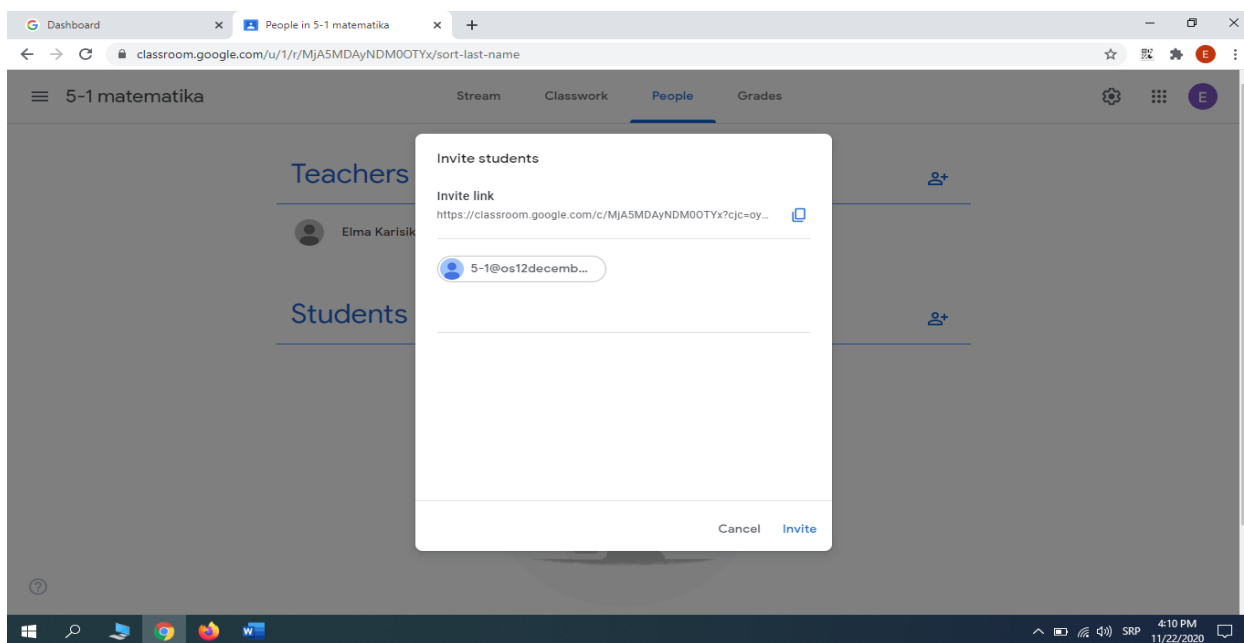 Dashboard
People in 5-1 matematika
classroom.google.com/u/1/r/MjA5MDAyNDM0OTYx/sort-last-name
E
5-1 matematika
Stream Classwork People Grades
E
Invite students
Teachers
Invite link
https://classroom.google.com/c/MjA5MDAyNDM0OTYx?cjc=oy...
Elma Karisik
5-1@os12decemb...
Students
Cancel Invite
SRP
4:10 PM
11/22/2020